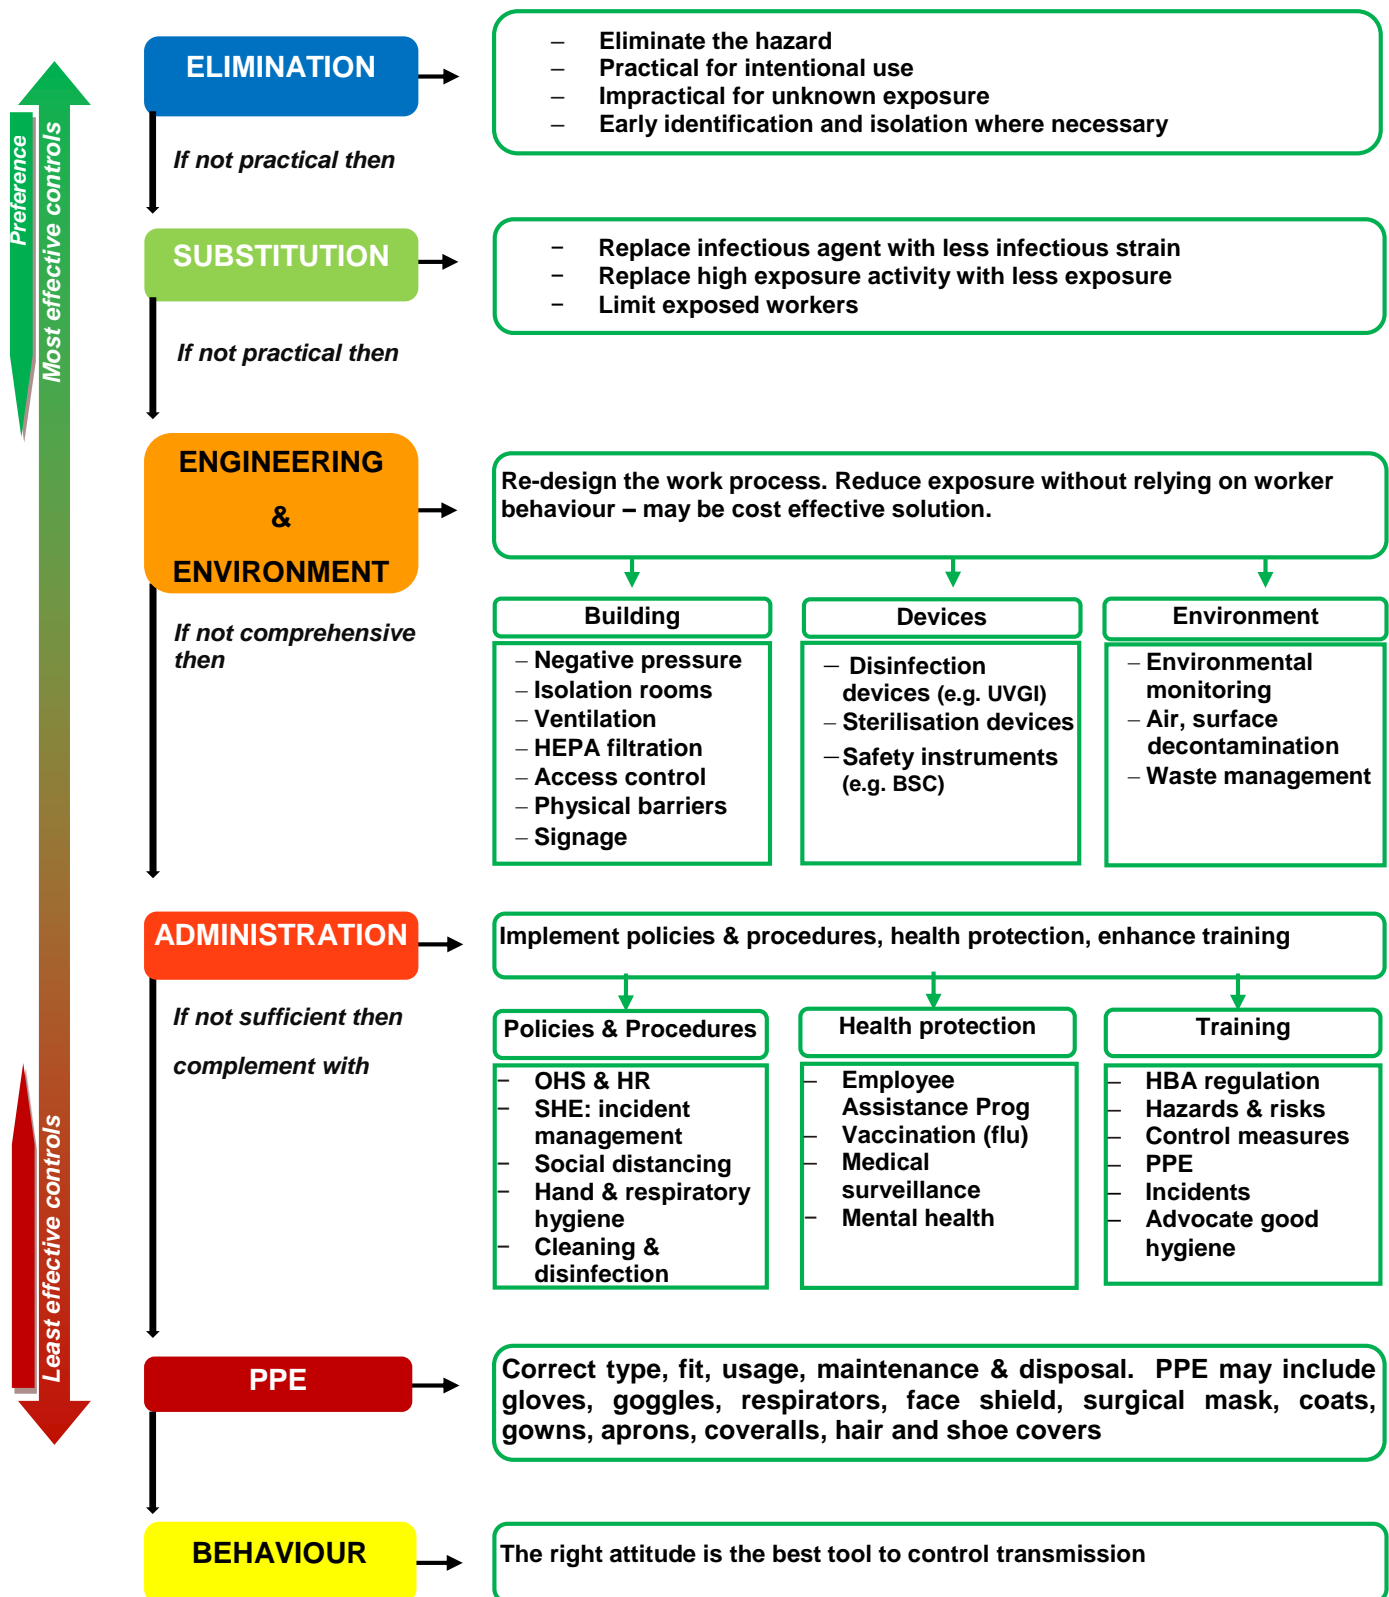 ELIMINATION
– Eliminate the hazard
– Practical for intentional use
– Impractical for unknown exposure
– Early identification and isolation where necessary
Preference
Most effective controls
If not practical then
SUBSTITUTION
– Replace infectious agent with less infectious strain
– Replace high exposure activity with less exposure
– Limit exposed workers
If not practical then
ENGINEERING
&
ENVIRONMENT
Re-design the work process. Reduce exposure without relying on worker
behaviour – may be cost effective solution.
If not comprehensive
then
Building
– Negative pressure
– Isolation rooms
– Ventilation
– HEPA filtration
– Access control
– Physical barriers
– Signage
Devices
– Disinfection
devices (e.g. UVGI)
– Sterilisation devices
– Safety instruments
(e.g. BSC)
Environment
– Environmental
monitoring
– Air, surface
decontamination
– Waste management
ADMINISTRATION
Implement policies & procedures, health protection, enhance training
If not sufficient then
complement with
Policies & Procedures
– OHS & HR
– SHE: incident
management
– Social distancing
– Hand & respiratory
hygiene
– Cleaning &
disinfection
Health protection
– Employee
Assistance Prog
– Vaccination (flu)
– Medical
surveillance
– Mental health
Training
– HBA regulation
– Hazards & risks
– Control measures
– PPE
– Incidents
– Advocate good
hygiene
Least effective controls
PPE
Correct type, fit, usage, maintenance & disposal. PPE may include
gloves, goggles, respirators, face shield, surgical mask, coats,
gowns, aprons, coveralls, hair and shoe covers
BEHAVIOUR
The right attitude is the best tool to control transmission